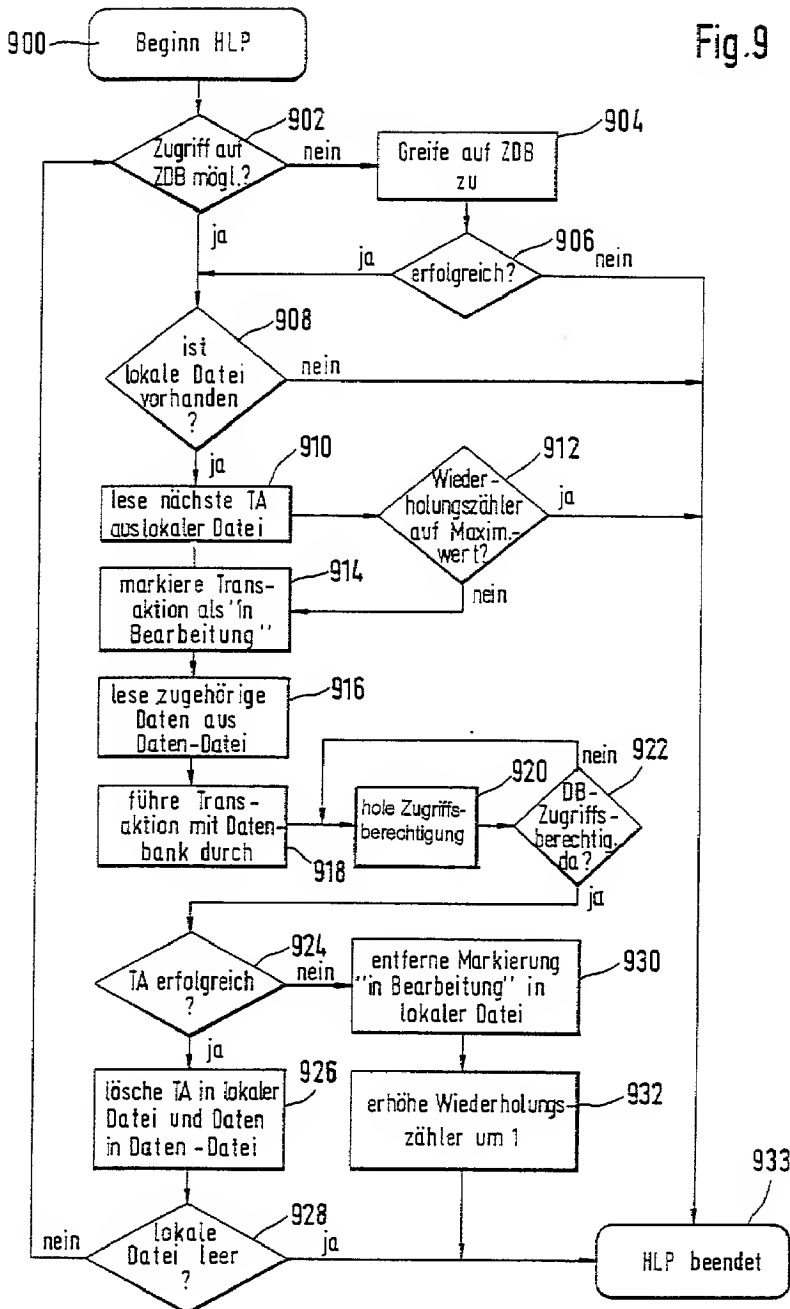 Fig.9
900
Beginn HLP
902
Zugriff auf
ZDB mögl.?
nein
ja
904
Greife auf ZDB
zu
906
erfolgreich?
ja
nein
908
ist
lokale Datei
vorhanden
?
nein
ja
910
lese nächste TA
aus lokaler Datei
912
Wieder-
holungszähler
auf Maxim.-
wert?
ja
nein
914
markiere Trans-
aktion als "in
Bearbeitung"
916
lese zugehörige
Daten aus
Daten-Datei
führe Trans-
aktion mit Daten-
bank durch
918
920
hole Zugriffs-
berechtigung
nein
922
DB-
Zugriffs-
berechtig.
da?
ja
924
TA erfolgreich
?
nein
ja
930
entferne Markierung
"in Bearbeitung" in
lokaler Datei
926
lösche TA in lokaler
Datei und Daten
in Daten-Datei
932
erhöhe Wiederholungs
zähler um 1
928
lokale
Datei leer
?
nein
ja
933
HLP beendet